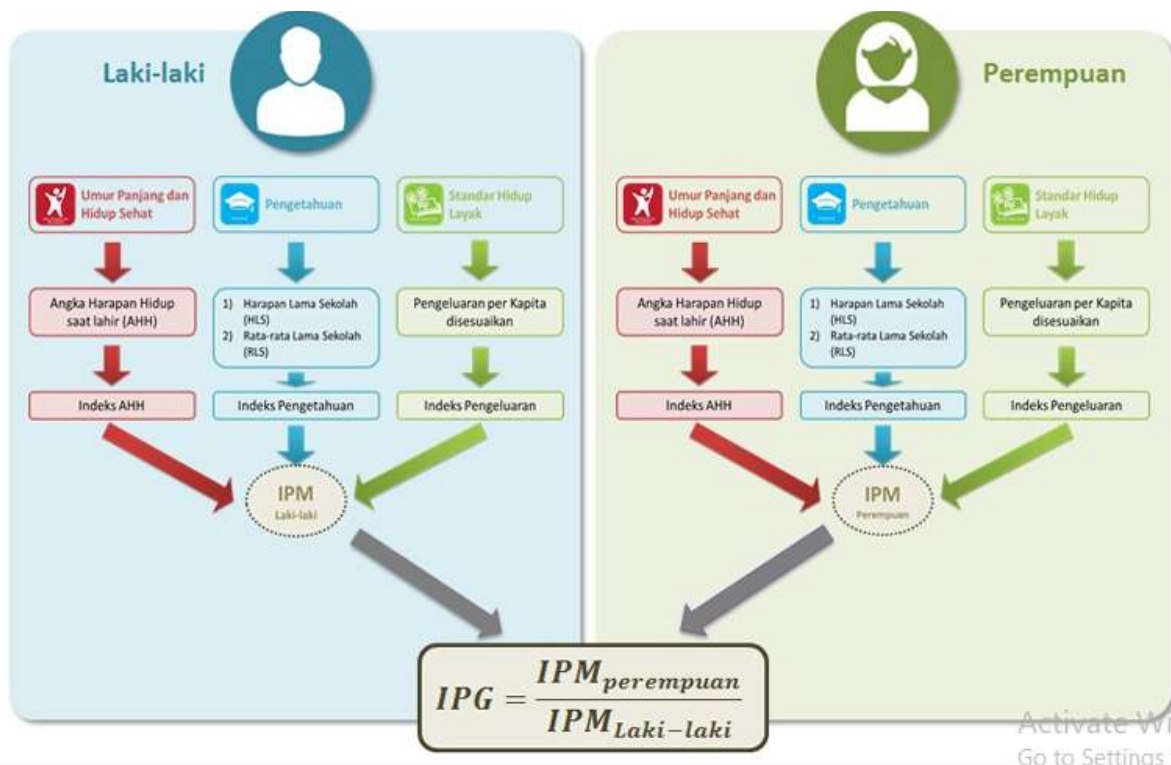 Laki-laki
Umur Panjang dan
Hidup Sehat
Pengetahuan
Standar Hidup
Layak
Angka Harapan Hidup
saat lahir (AHH)
1) Harapan Lama Sekolah
(HLS)
2) Rata-rata Lama Sekolah
(RLS)
Pengeluaran per Kapita
disesuaikan
Indeks AHH
Indeks Pengetahuan
Indeks Pengeluaran
IPM
Laki-laki
Perempuan
Umur Panjang dan
Hidup Sehat
Pengetahuan
Standar Hidup
Layak
Angka Harapan Hidup
saat lahir (AHH)
1) Harapan Lama Sekolah
(HLS)
2) Rata-rata Lama Sekolah
(RLS)
Pengeluaran per Kapita
disesuaikan
Indeks AHH
Indeks Pengetahuan
Indeks Pengeluaran
IPM
Perempuan
IPG = IPM perempuan / IPM Laki-laki
Activate Wi
Go to Settings